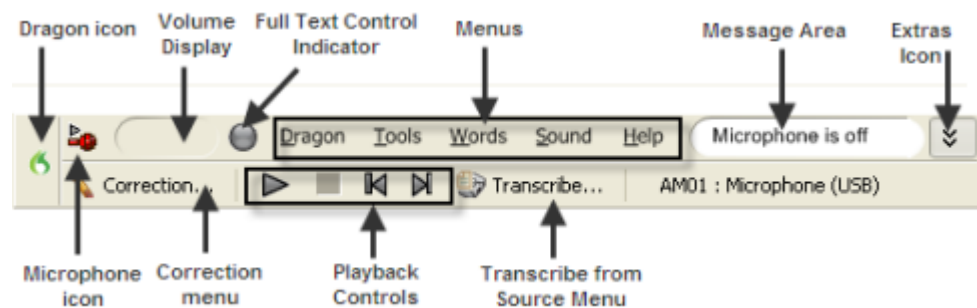 Dragon icon
Volume
Display
Full Text Control
Indicator
Menus
Message Area
Extras
Icon
Dragon Tools Words Sound Help Microphone is off
Correction... Transcribe... AM01 : Microphone (USB)
Microphone
icon
Correction
menu
Playback
Controls
Transcribe from
Source Menu